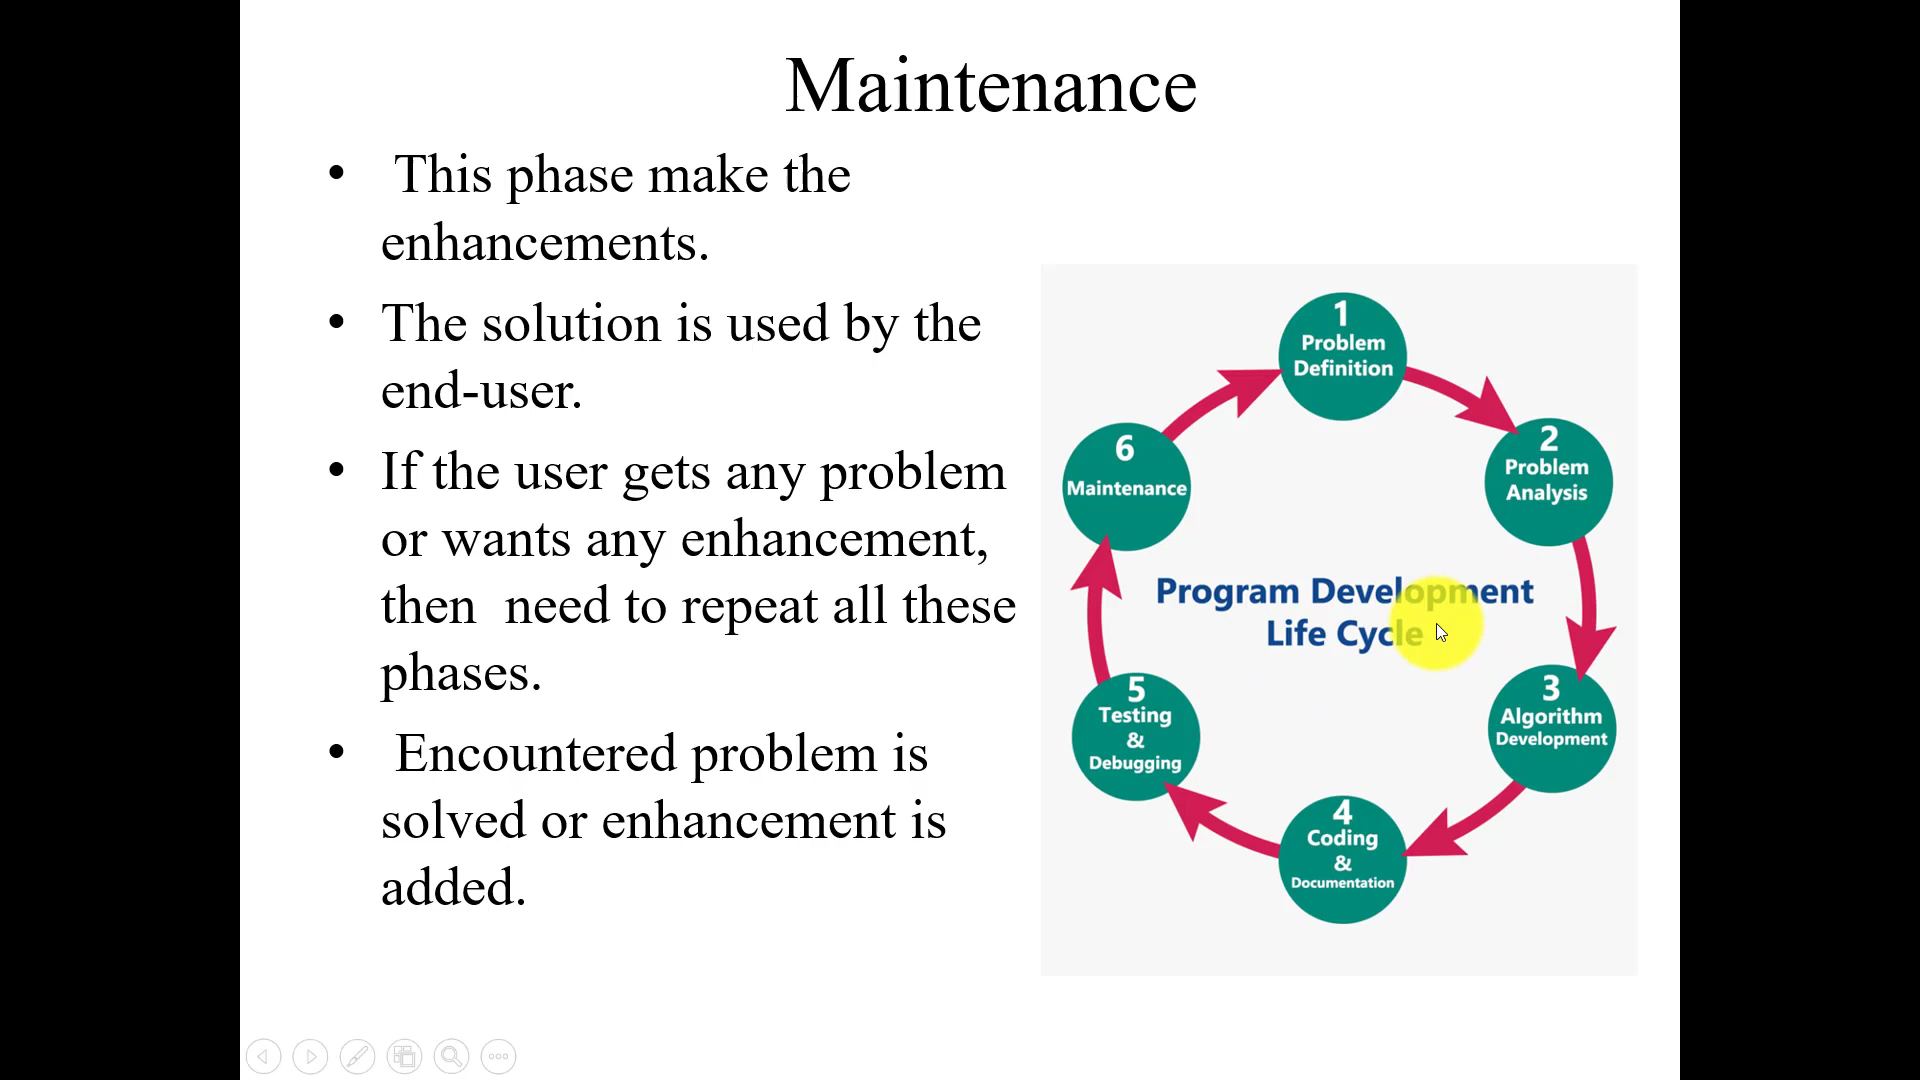 Maintenance
• This phase make the
enhancements.
• The solution is used by the
end-user.
• If the user gets any problem
or wants any enhancement,
then need to repeat all these
phases.
• Encountered problem is
solved or enhancement is
added.
1
Problem
Definition
2
Problem
Analysis
3
Algorithm
Development
4
Coding
&
Documentation
5
Testing
&
Debugging
6
Maintenance
Program Development
Life Cycle